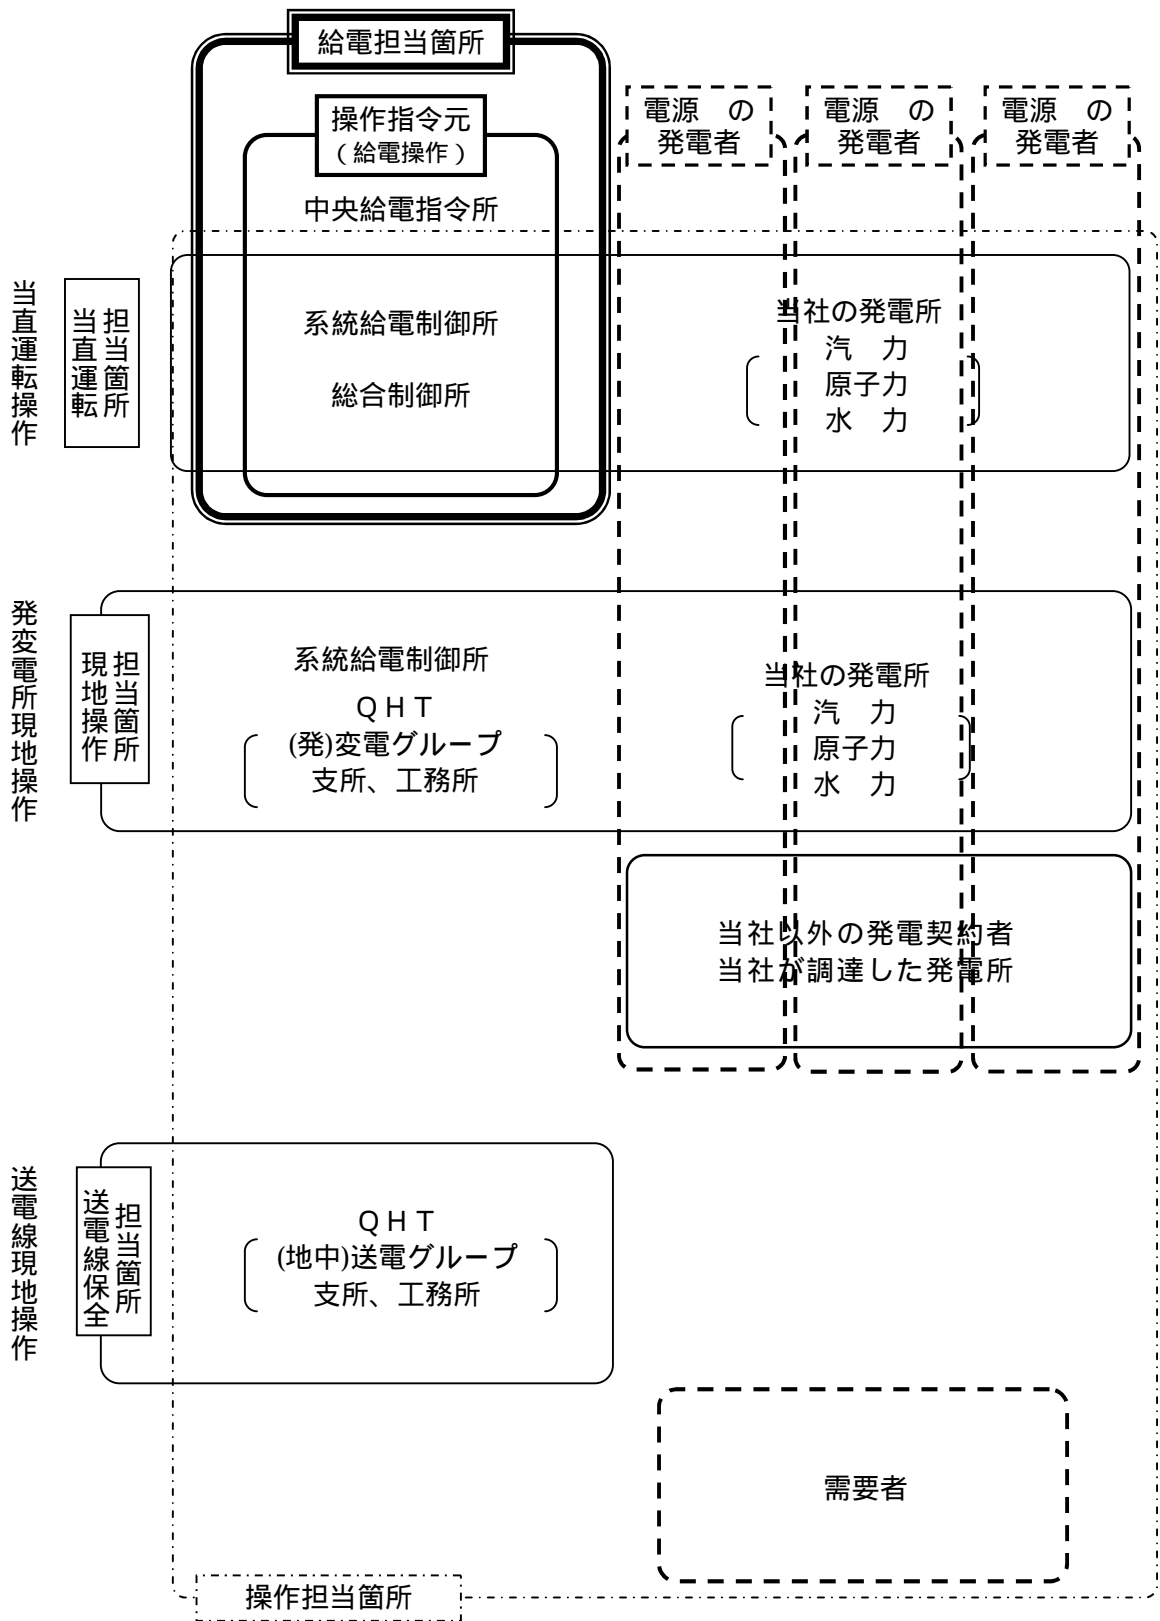 給電担当箇所
操作指令元
（給電操作）
中央給電指令所
電源　の
発電者
電源　の
発電者
電源　の
発電者
当直運転操作
当直運転
担当箇所
系統給電制御所
総合制御所
当社の発電所
汽　力
原子力
水　力
発変電所現地操作
現地操作
担当箇所
系統給電制御所
ＱＨＴ
(発)変電グループ
支所、工務所
当社の発電所
汽　力
原子力
水　力
当社以外の発電契約者
当社が調達した発電所
送電線現地操作
送電線保全
担当箇所
ＱＨＴ
(地中)送電グループ
支所、工務所
需要者
操作担当箇所